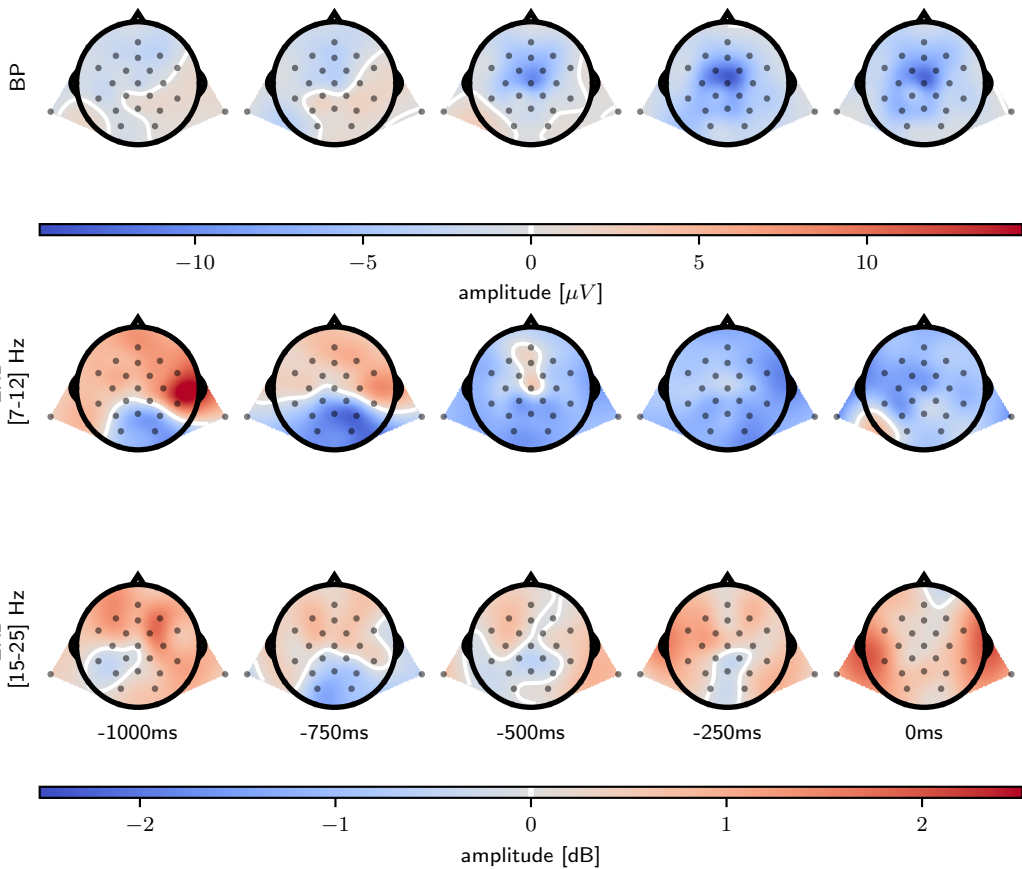 BP
−10 −5 0 5 10
amplitude [μV]
[7-12] Hz
[15-25] Hz
-1000ms -750ms -500ms -250ms 0ms
−2 −1 0 1 2
amplitude [dB]